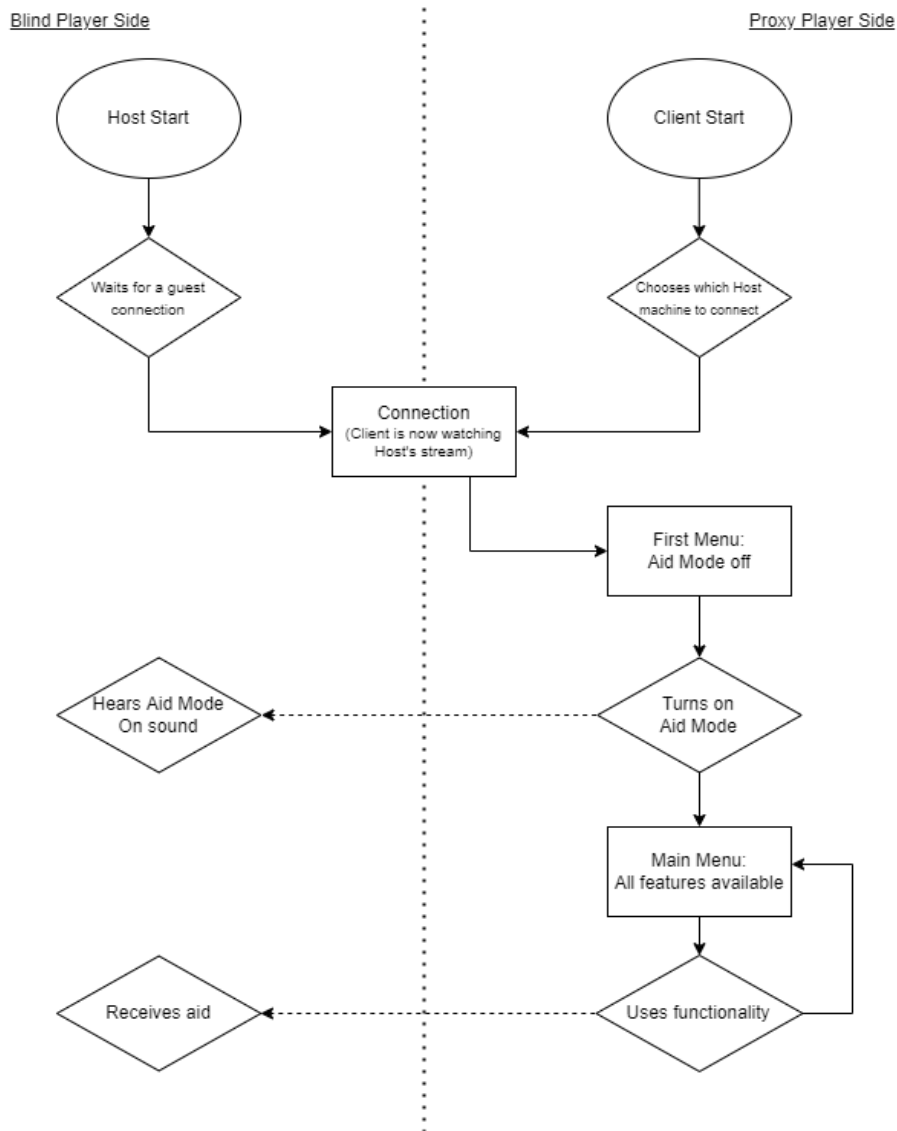 Blind Player Side
Proxy Player Side
Host Start
Client Start
Waits for a guest
connection
Chooses which Host
machine to connect
Connection
(Client is now watching
Host's stream)
First Menu:
Aid Mode off
Hears Aid Mode
On sound
Turns on
Aid Mode
Main Menu:
All features available
Receives aid
Uses functionality